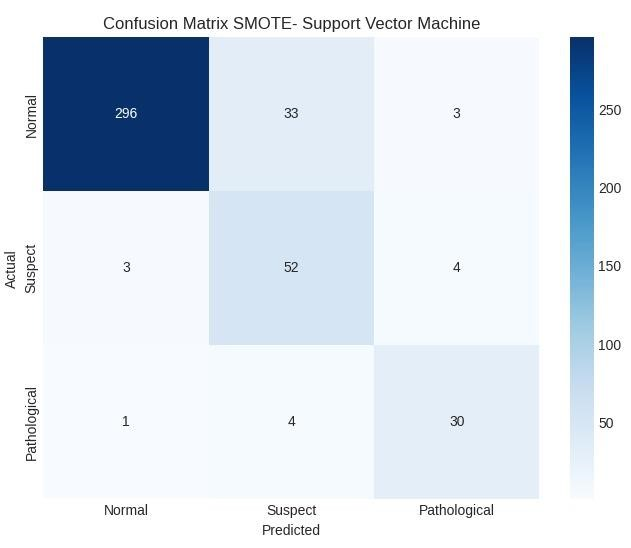 Confusion Matrix SMOTE- Support Vector Machine
Actual
Normal
296 33 3
Suspect
3 52 4
Pathological
1 4 30
Normal Suspect Pathological
Predicted
250
200
150
100
50